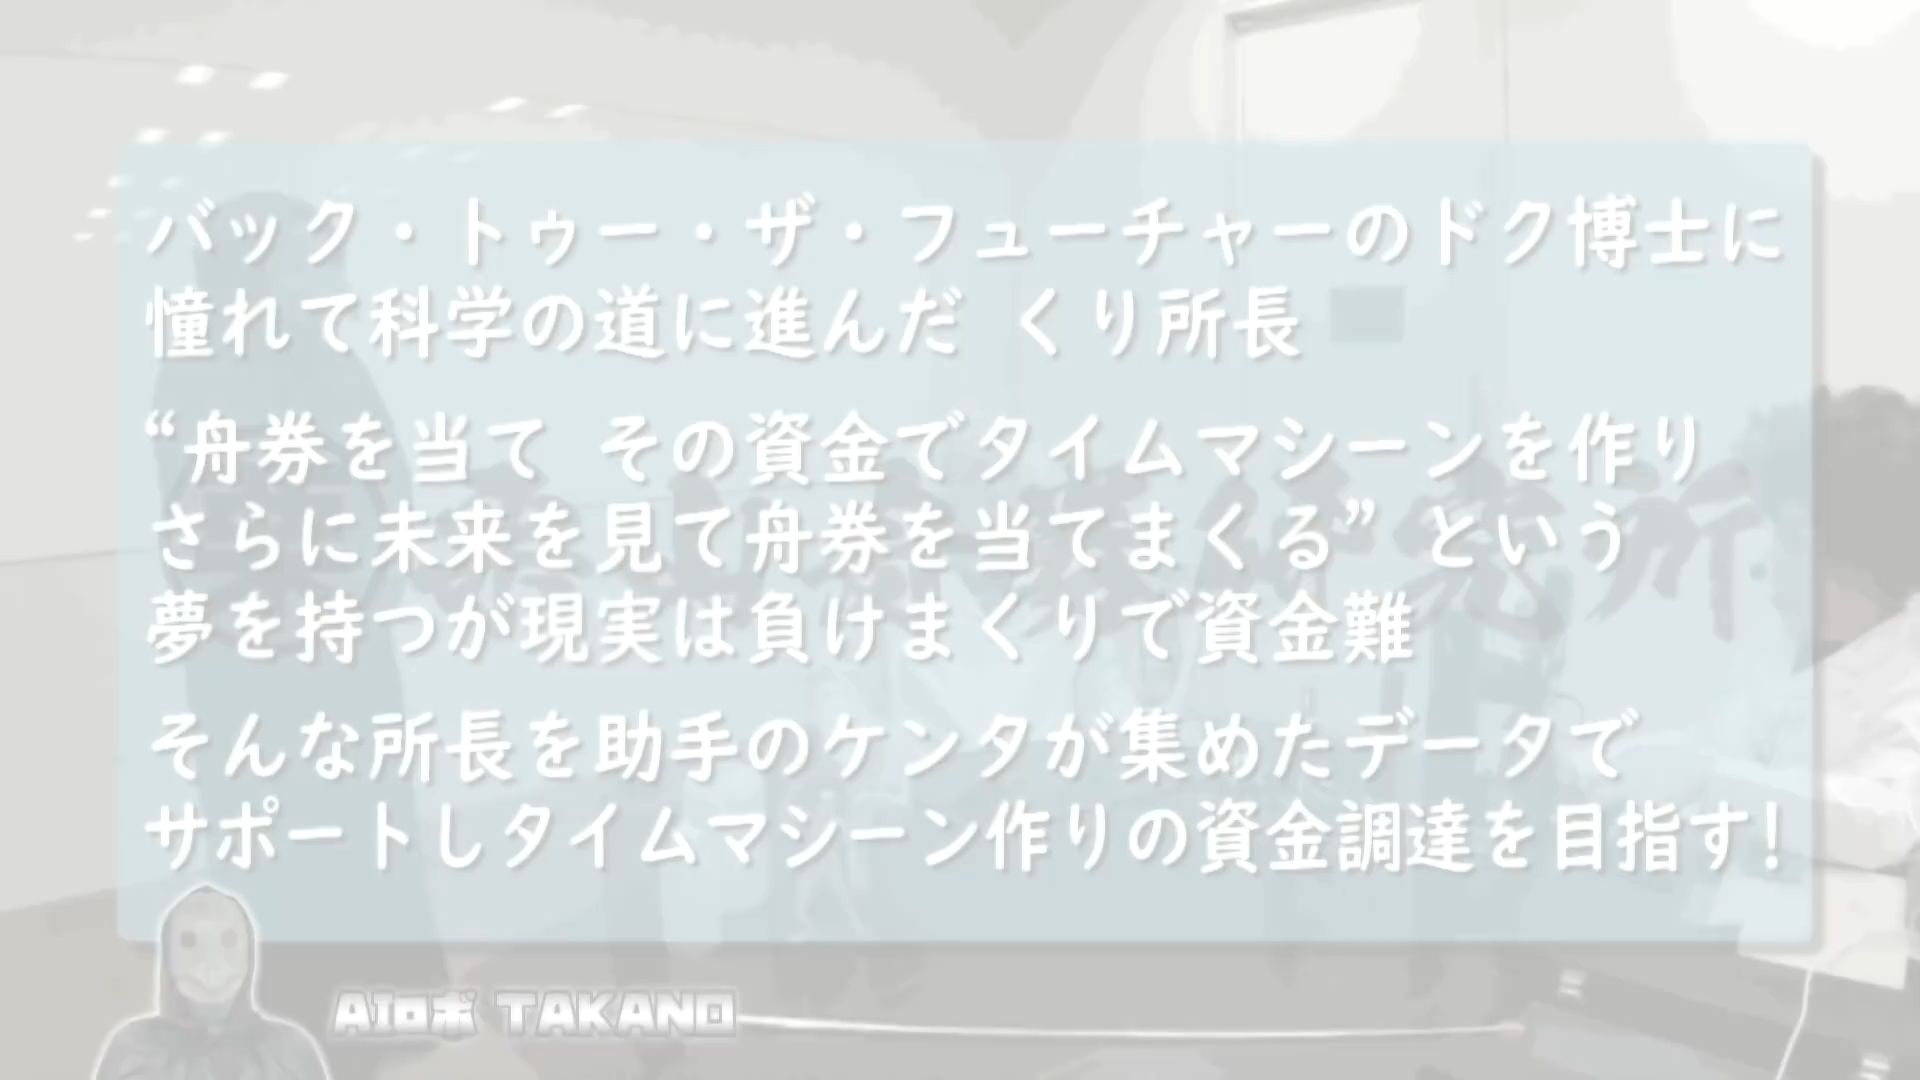 バック・トゥー・ザ・フューチャーのドク博士に
憧れて科学の道に進んだ くり所長
“舟券を当て その資金でタイムマシーンを作り
さらに未来を見て舟券を当てまくる” という
夢を持つが現実は負けまくりで資金難
そんな所長を助手のケンタが集めたデータで
サポートしタイムマシーン作りの資金調達を目指す!
AIロボ TAKANO